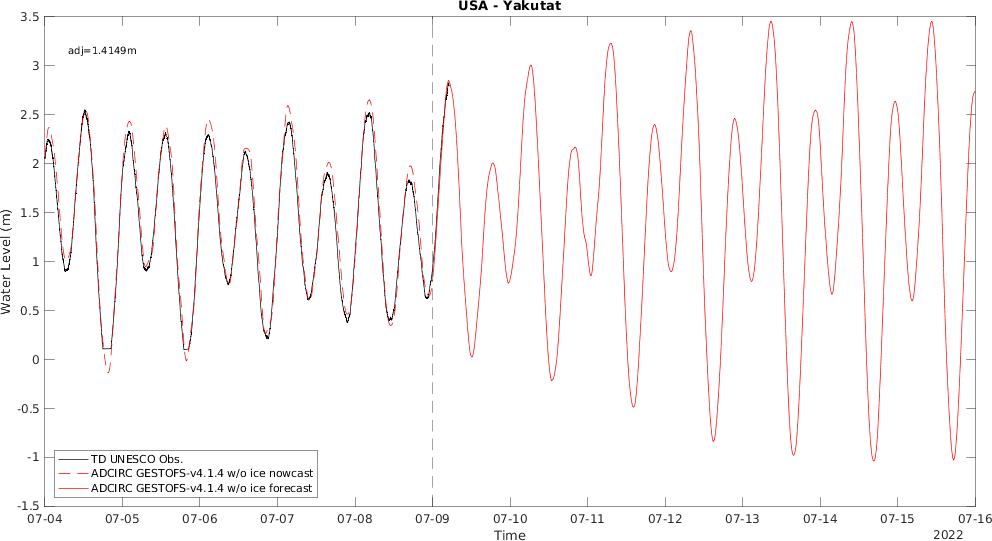 USA - Yakutat
adj=1.4149m
3.5
3
2.5
2
1.5
1
0.5
0
-0.5
-1
-1.5
Water Level (m)
TD UNESCO Obs.
ADCIRC GESTOFS-v4.1.4 w/o ice nowcast
ADCIRC GESTOFS-v4.1.4 w/o ice forecast
07-04 07-05 07-06 07-07 07-08 07-09 07-10 07-11 07-12 07-13 07-14 07-15 07-16
Time
2022